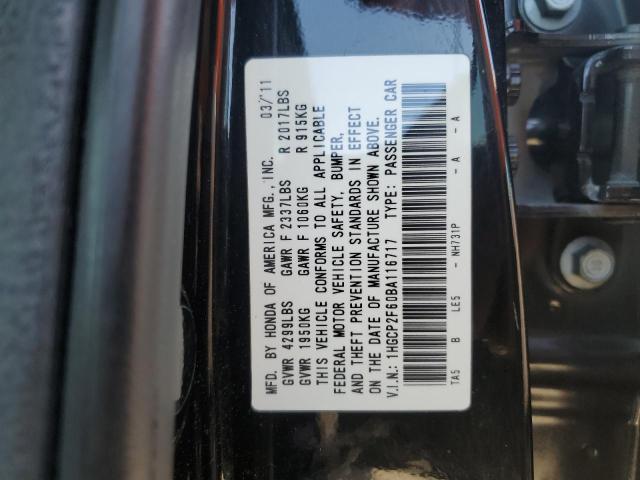 MFD. BY HONDA OF AMERICA MFG., INC. 03/'11
GVWR 4299LBS GAWR F 2337LBS R 2017LBS
GVWR 1950KG GAWR F 1060KG R 915KG
THIS VEHICLE CONFORMS TO ALL APPLICABLE
FEDERAL MOTOR VEHICLE SAFETY, BUMPER,
AND THEFT PREVENTION STANDARDS IN EFFECT
ON THE DATE OF MANUFACTURE SHOWN ABOVE.
V.I.N.: 1HGCP2F60BA116717 TYPE: PASSENGER CAR
TA5 B LE5 - NH731P - A - A